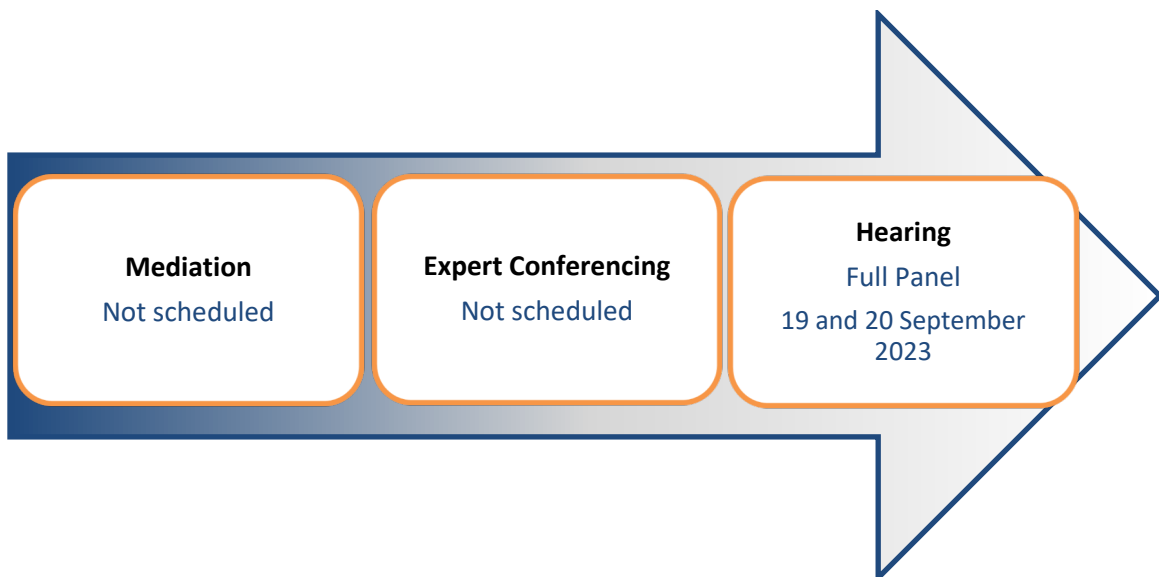 Mediation
Not scheduled
Expert Conferencing
Not scheduled
Hearing
Full Panel
19 and 20 September
2023